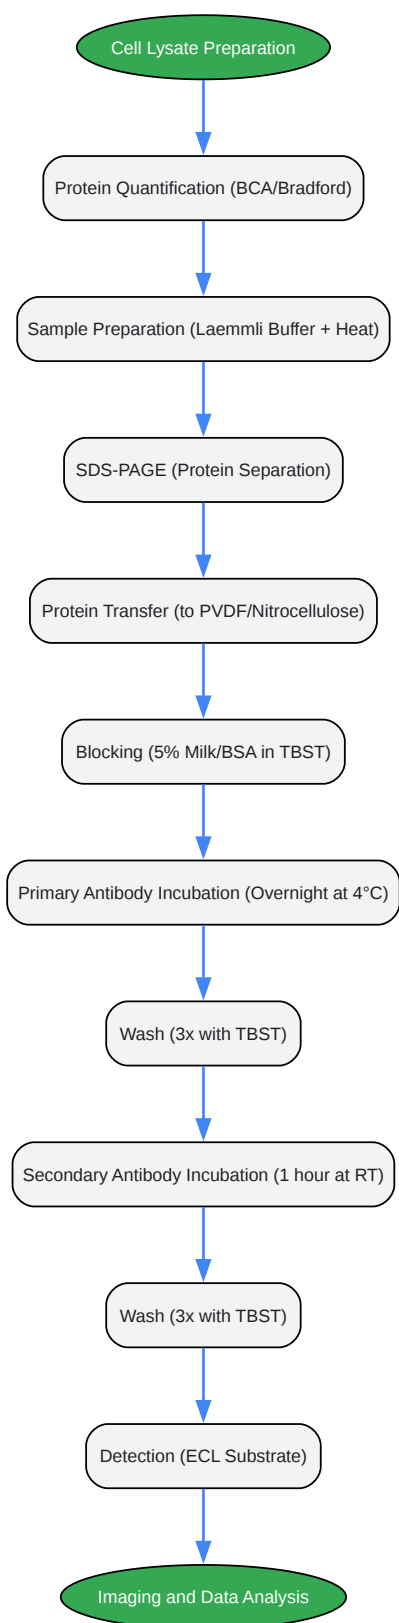 Cell Lysate Preparation
Protein Quantification (BCA/Bradford)
Sample Preparation (Laemmli Buffer + Heat)
SDS-PAGE (Protein Separation)
Protein Transfer (to PVDF/Nitrocellulose)
Blocking (5% Milk/BSA in TBST)
Primary Antibody Incubation (Overnight at 4°C)
Wash (3x with TBST)
Secondary Antibody Incubation (1 hour at RT)
Wash (3x with TBST)
Detection (ECL Substrate)
Imaging and Data Analysis